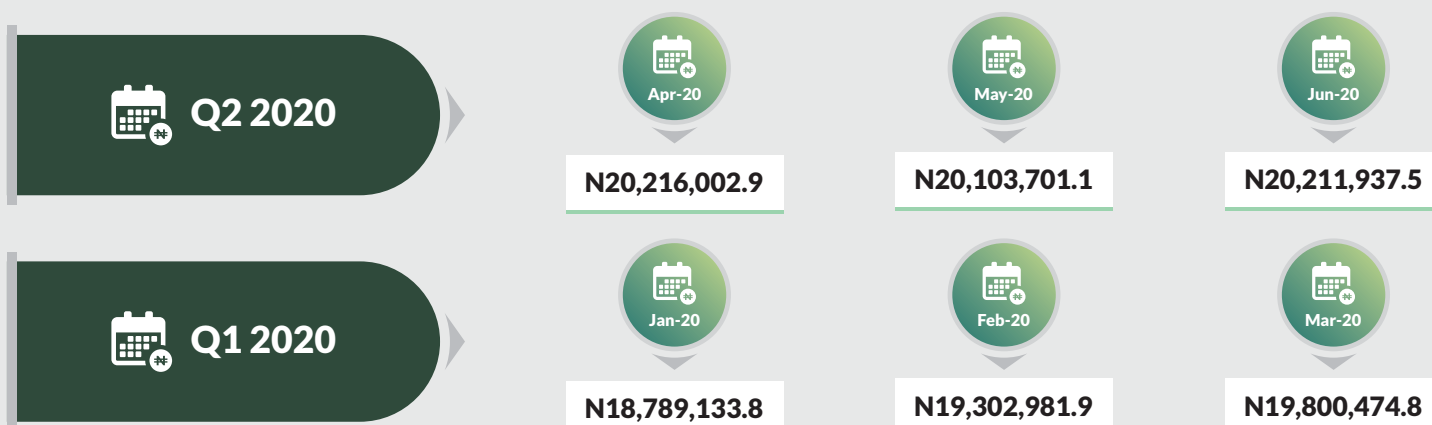 Q2 2020
Apr-20
May-20
Jun-20
N20,216,002.9
N20,103,701.1
N20,211,937.5
Q1 2020
Jan-20
Feb-20
Mar-20
N18,789,133.8
N19,302,981.9
N19,800,474.8